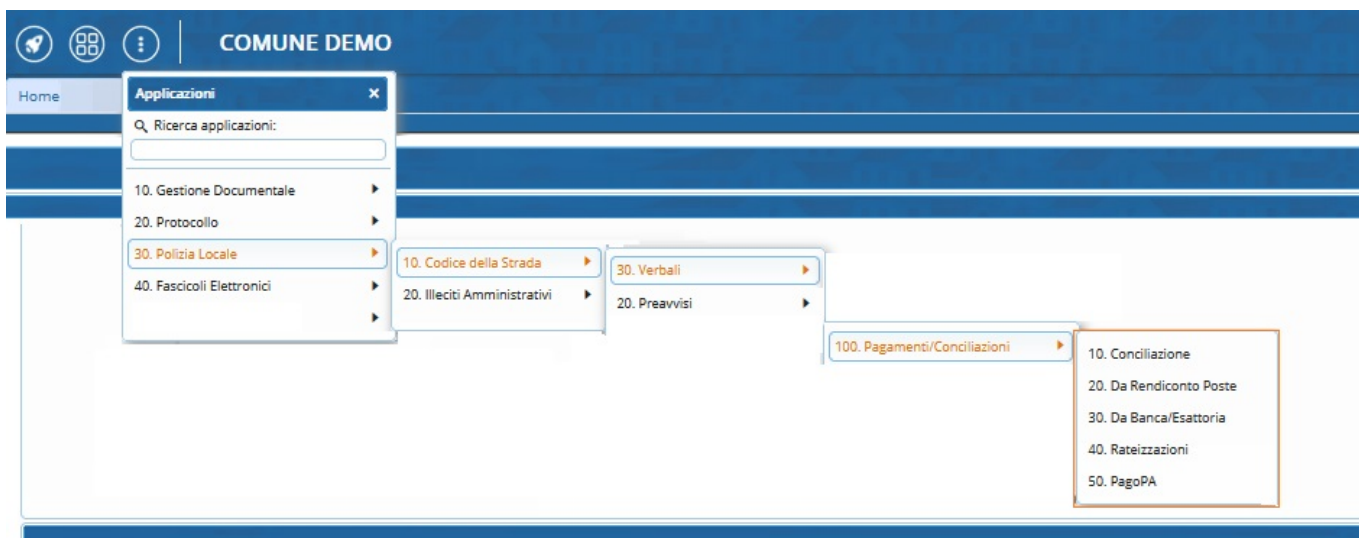 COMUNE DEMO
Home
Applicazioni
Ricerca applicazioni:
10. Gestione Documentale
20. Protocollo
30. Polizia Locale
40. Fascicoli Elettronici
10. Codice della Strada
20. Illeciti Amministrativi
30. Verbali
20. Preavvisi
100. Pagamenti/Conciliazioni
10. Conciliazione
20. Da Rendiconto Poste
30. Da Banca/Esattoria
40. Rateizzazioni
50. PagoPA